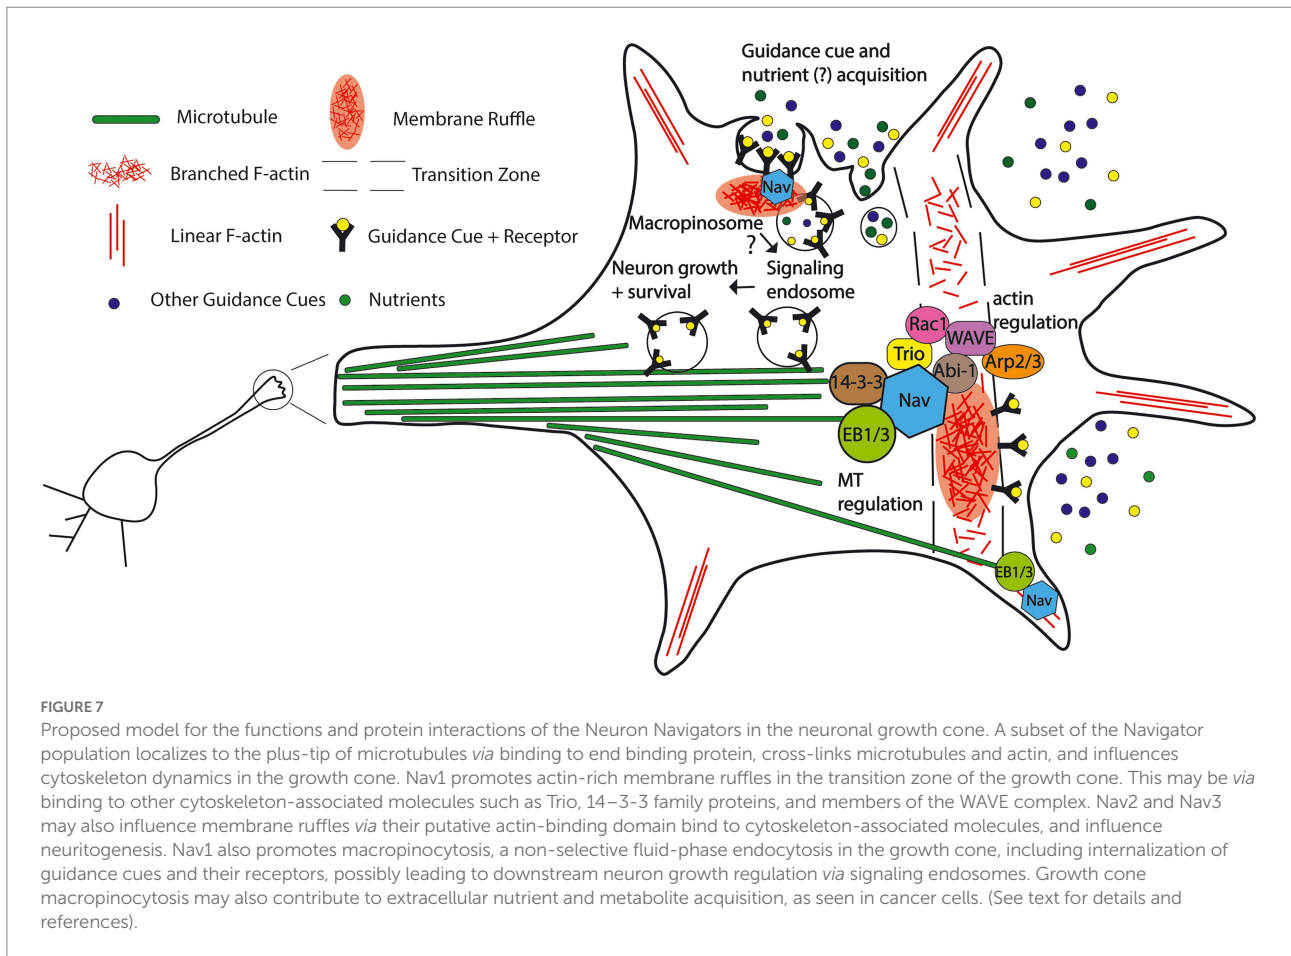 Guidance cue and
nutrient (?) acquisition
Microtubule
Membrane Ruffle
Branched F-actin
Transition Zone
Linear F-actin
Guidance Cue + Receptor
Other Guidance Cues
Nutrients
Nav
Macropinosome
?
Neuron growth
+ survival
Signaling
endosome
actin
regulation
Rac1
WAVE
Trio
Abi-1
Arp2/3
14-3-3
Nav
EB1/3
MT
regulation
EB1/3
Nav
FIGURE 7
Proposed model for the functions and protein interactions of the Neuron Navigators in the neuronal growth cone. A subset of the Navigator
population localizes to the plus-tip of microtubules via binding to end binding protein, cross-links microtubules and actin, and influences
cytoskeleton dynamics in the growth cone. Nav1 promotes actin-rich membrane ruffles in the transition zone of the growth cone. This may be via
binding to other cytoskeleton-associated molecules such as Trio, 14–3-3 family proteins, and members of the WAVE complex. Nav2 and Nav3
may also influence membrane ruffles via their putative actin-binding domain bind to cytoskeleton-associated molecules, and influence
neuritogenesis. Nav1 also promotes macropinocytosis, a non-selective fluid-phase endocytosis in the growth cone, including internalization of
guidance cues and their receptors, possibly leading to downstream neuron growth regulation via signaling endosomes. Growth cone
macropinocytosis may also contribute to extracellular nutrient and metabolite acquisition, as seen in cancer cells. (See text for details and
references).